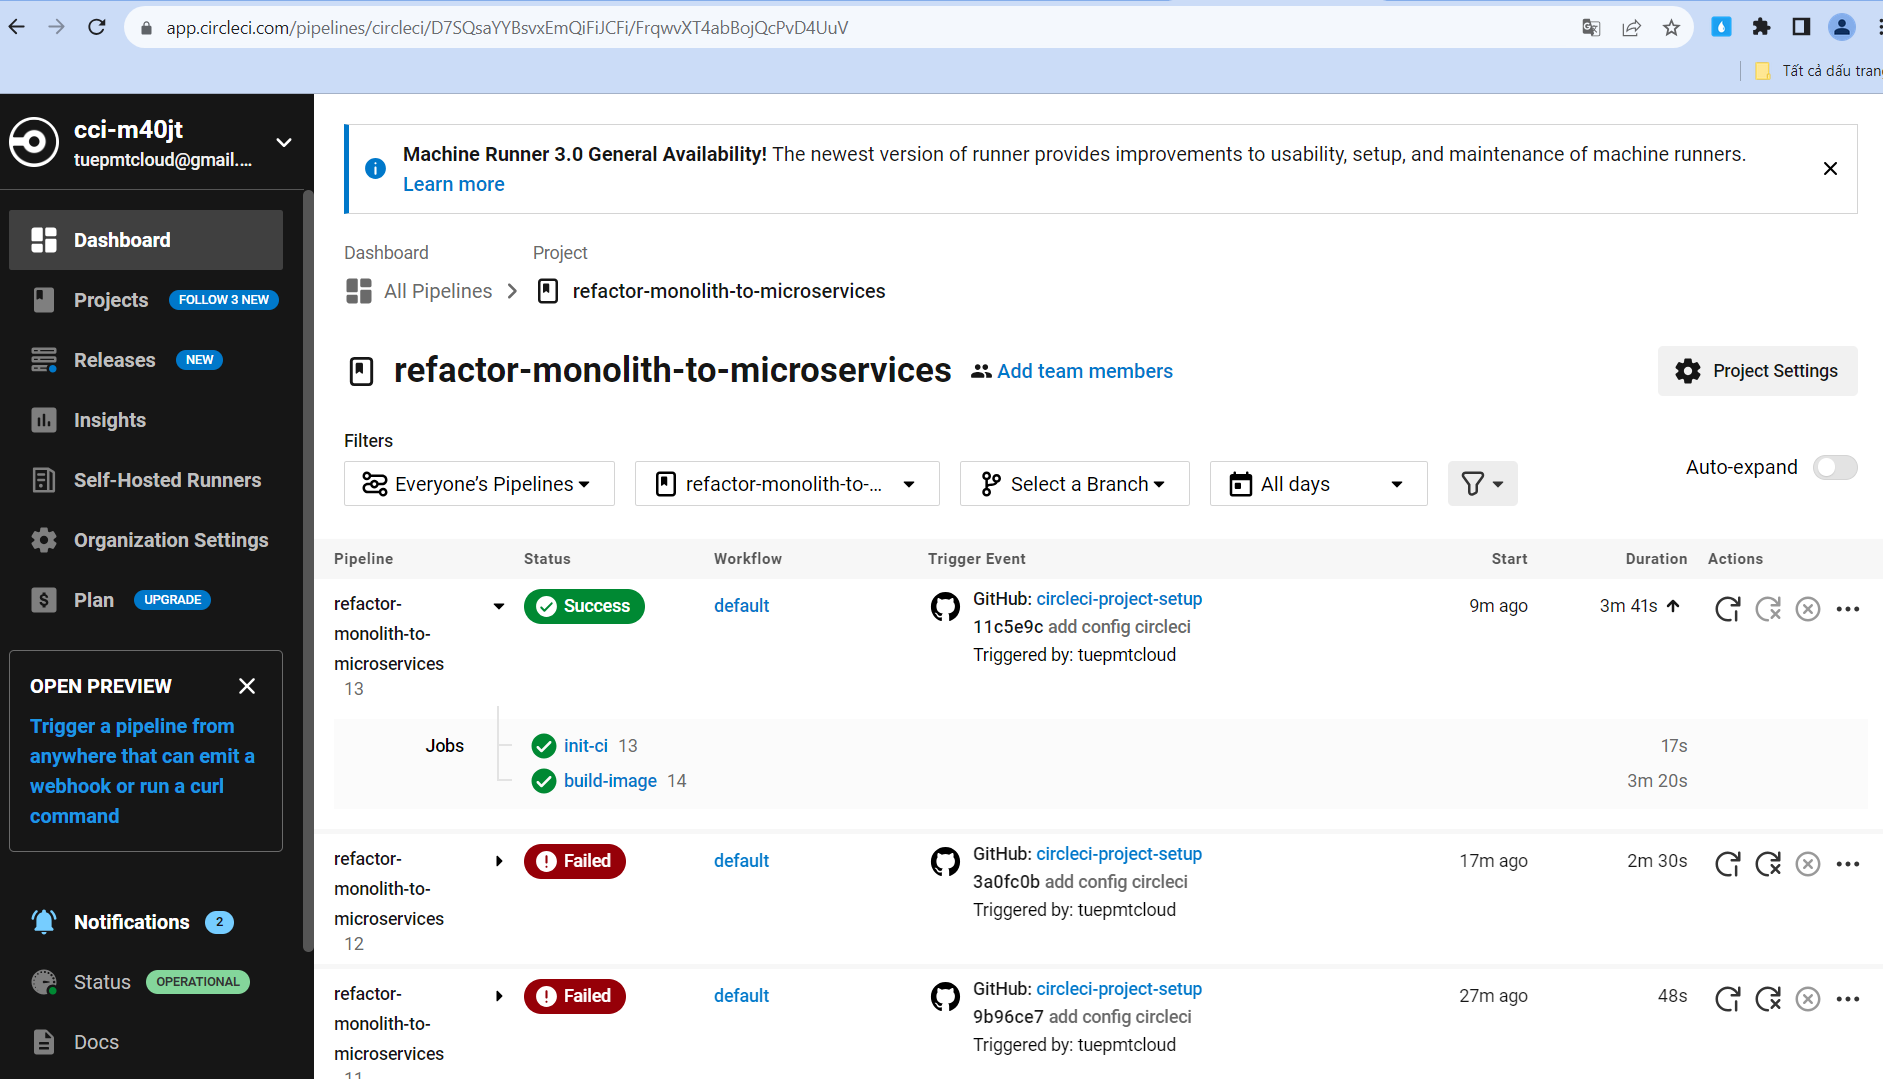 app.circleci.com/pipelines/circleci/D7SQsaYYBsvxEmQiFiJCFi/FrqwvXT4abBojQcPvD4UuV
Tất cả dấu tran
cci-m40jt
tuepmtcloud@gmail....
Dashboard
Projects FOLLOW 3 NEW
Releases NEW
Insights
Self-Hosted Runners
Organization Settings
Plan UPGRADE
OPEN PREVIEW
Trigger a pipeline from
anywhere that can emit a
webhook or run a curl
command
Notifications 2
Status OPERATIONAL
Docs
Machine Runner 3.0 General Availability! The newest version of runner provides improvements to usability, setup, and maintenance of machine runners.
Learn more
Dashboard Project
All Pipelines refactor-monolith-to-microservices
refactor-monolith-to-microservices Add team members Project Settings
Filters
Everyone’s Pipelines refactor-monolith-to-... Select a Branch All days Auto-expand
Pipeline Status Workflow Trigger Event Start Duration Actions
refactor-
monolith-to-
microservices
13
Success default
GitHub: circleci-project-setup
11c5e9c add config circleci
Triggered by: tuepmtcloud
9m ago 3m 41s
Jobs
init-ci 13 17s
build-image 14 3m 20s
refactor-
monolith-to-
microservices
12
Failed default
GitHub: circleci-project-setup
3a0fc0b add config circleci
Triggered by: tuepmtcloud
17m ago 2m 30s
refactor-
monolith-to-
microservices
11
Failed default
GitHub: circleci-project-setup
9b96ce7 add config circleci
Triggered by: tuepmtcloud
27m ago 48s